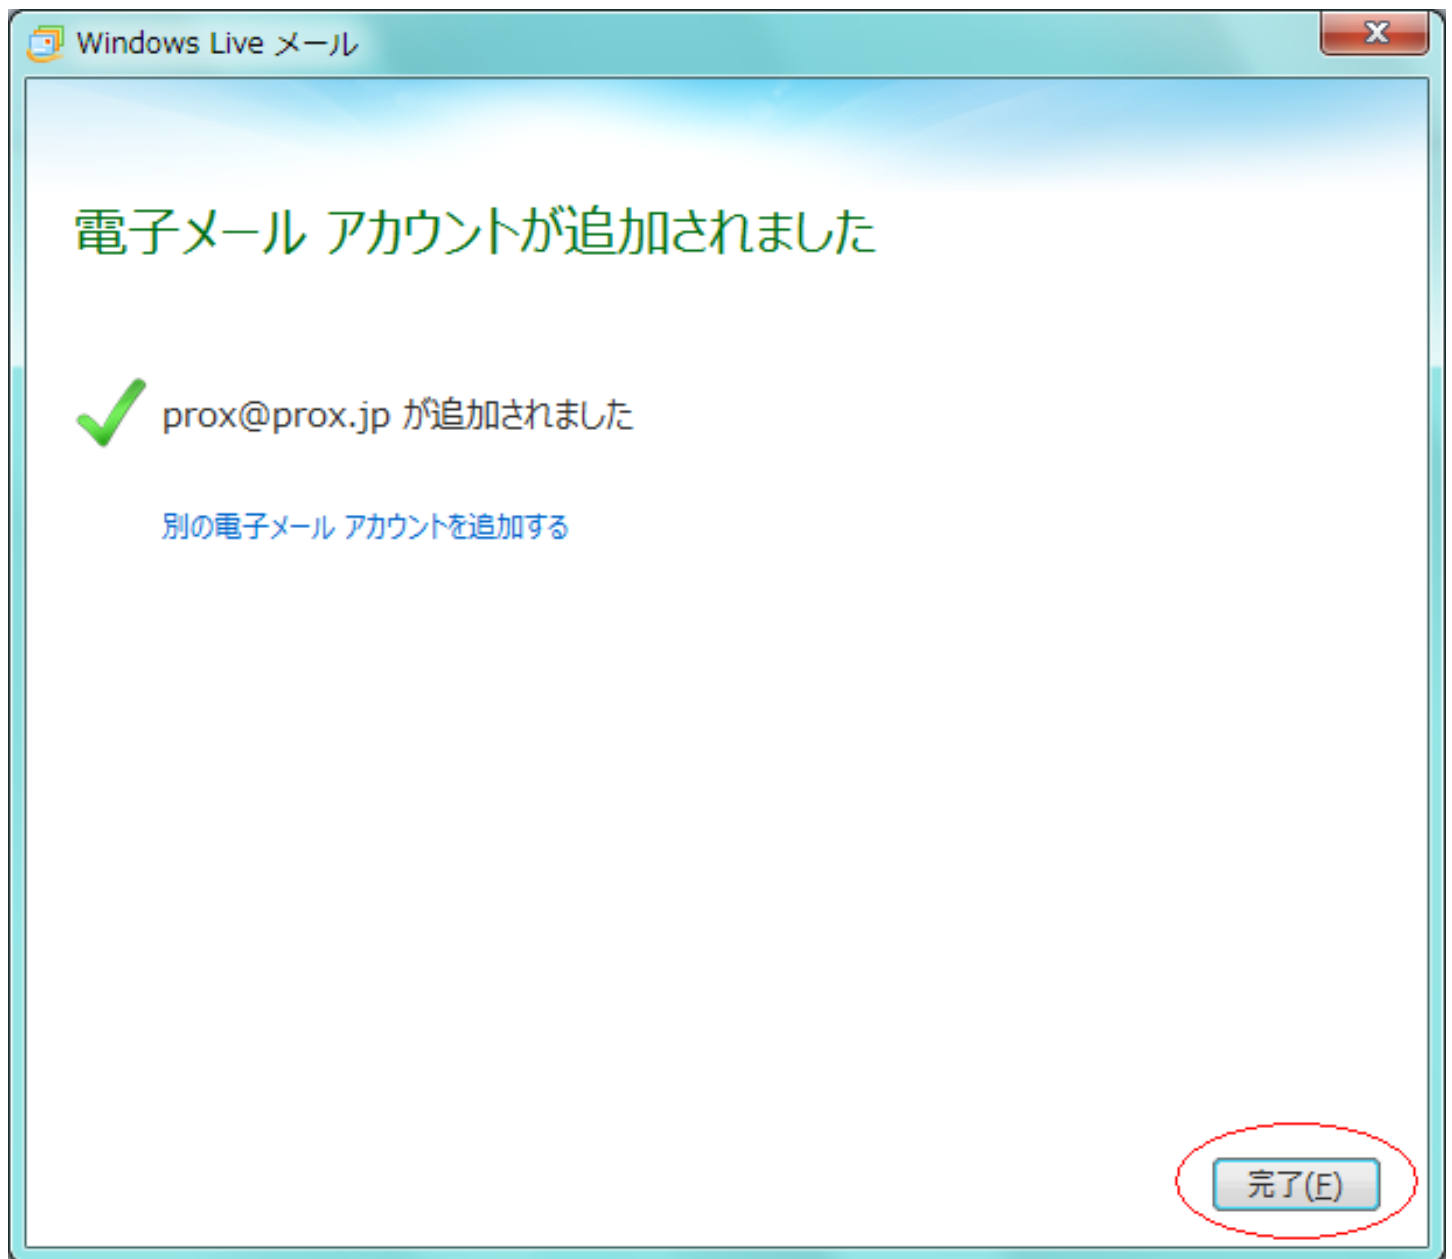 Windows Live メール
電子メール アカウントが追加されました
prox@prox.jp が追加されました
別の電子メール アカウントを追加する
完了(F)